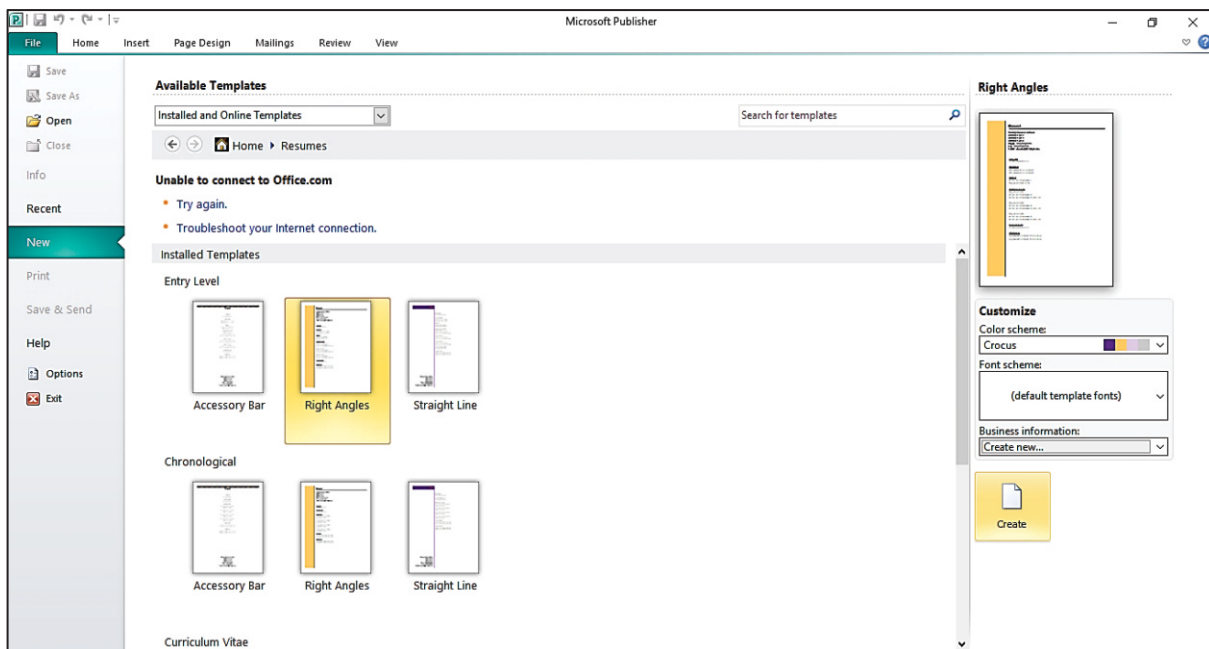 Microsoft Publisher
File Home Insert Page Design Mailings Review View
Save
Save As
Open
Close
Info
Recent
New
Print
Save & Send
Help
Options
Exit
Available Templates
Installed and Online Templates
Search for templates
Home Resumes
Unable to connect to Office.com
Try again.
Troubleshoot your Internet connection.
Installed Templates
Entry Level
Accessory Bar Right Angles Straight Line
Chronological
Accessory Bar Right Angles Straight Line
Curriculum Vitae
Right Angles
Customize
Color scheme:
Crocus
Font scheme:
(default template fonts)
Business information:
Create new...
Create